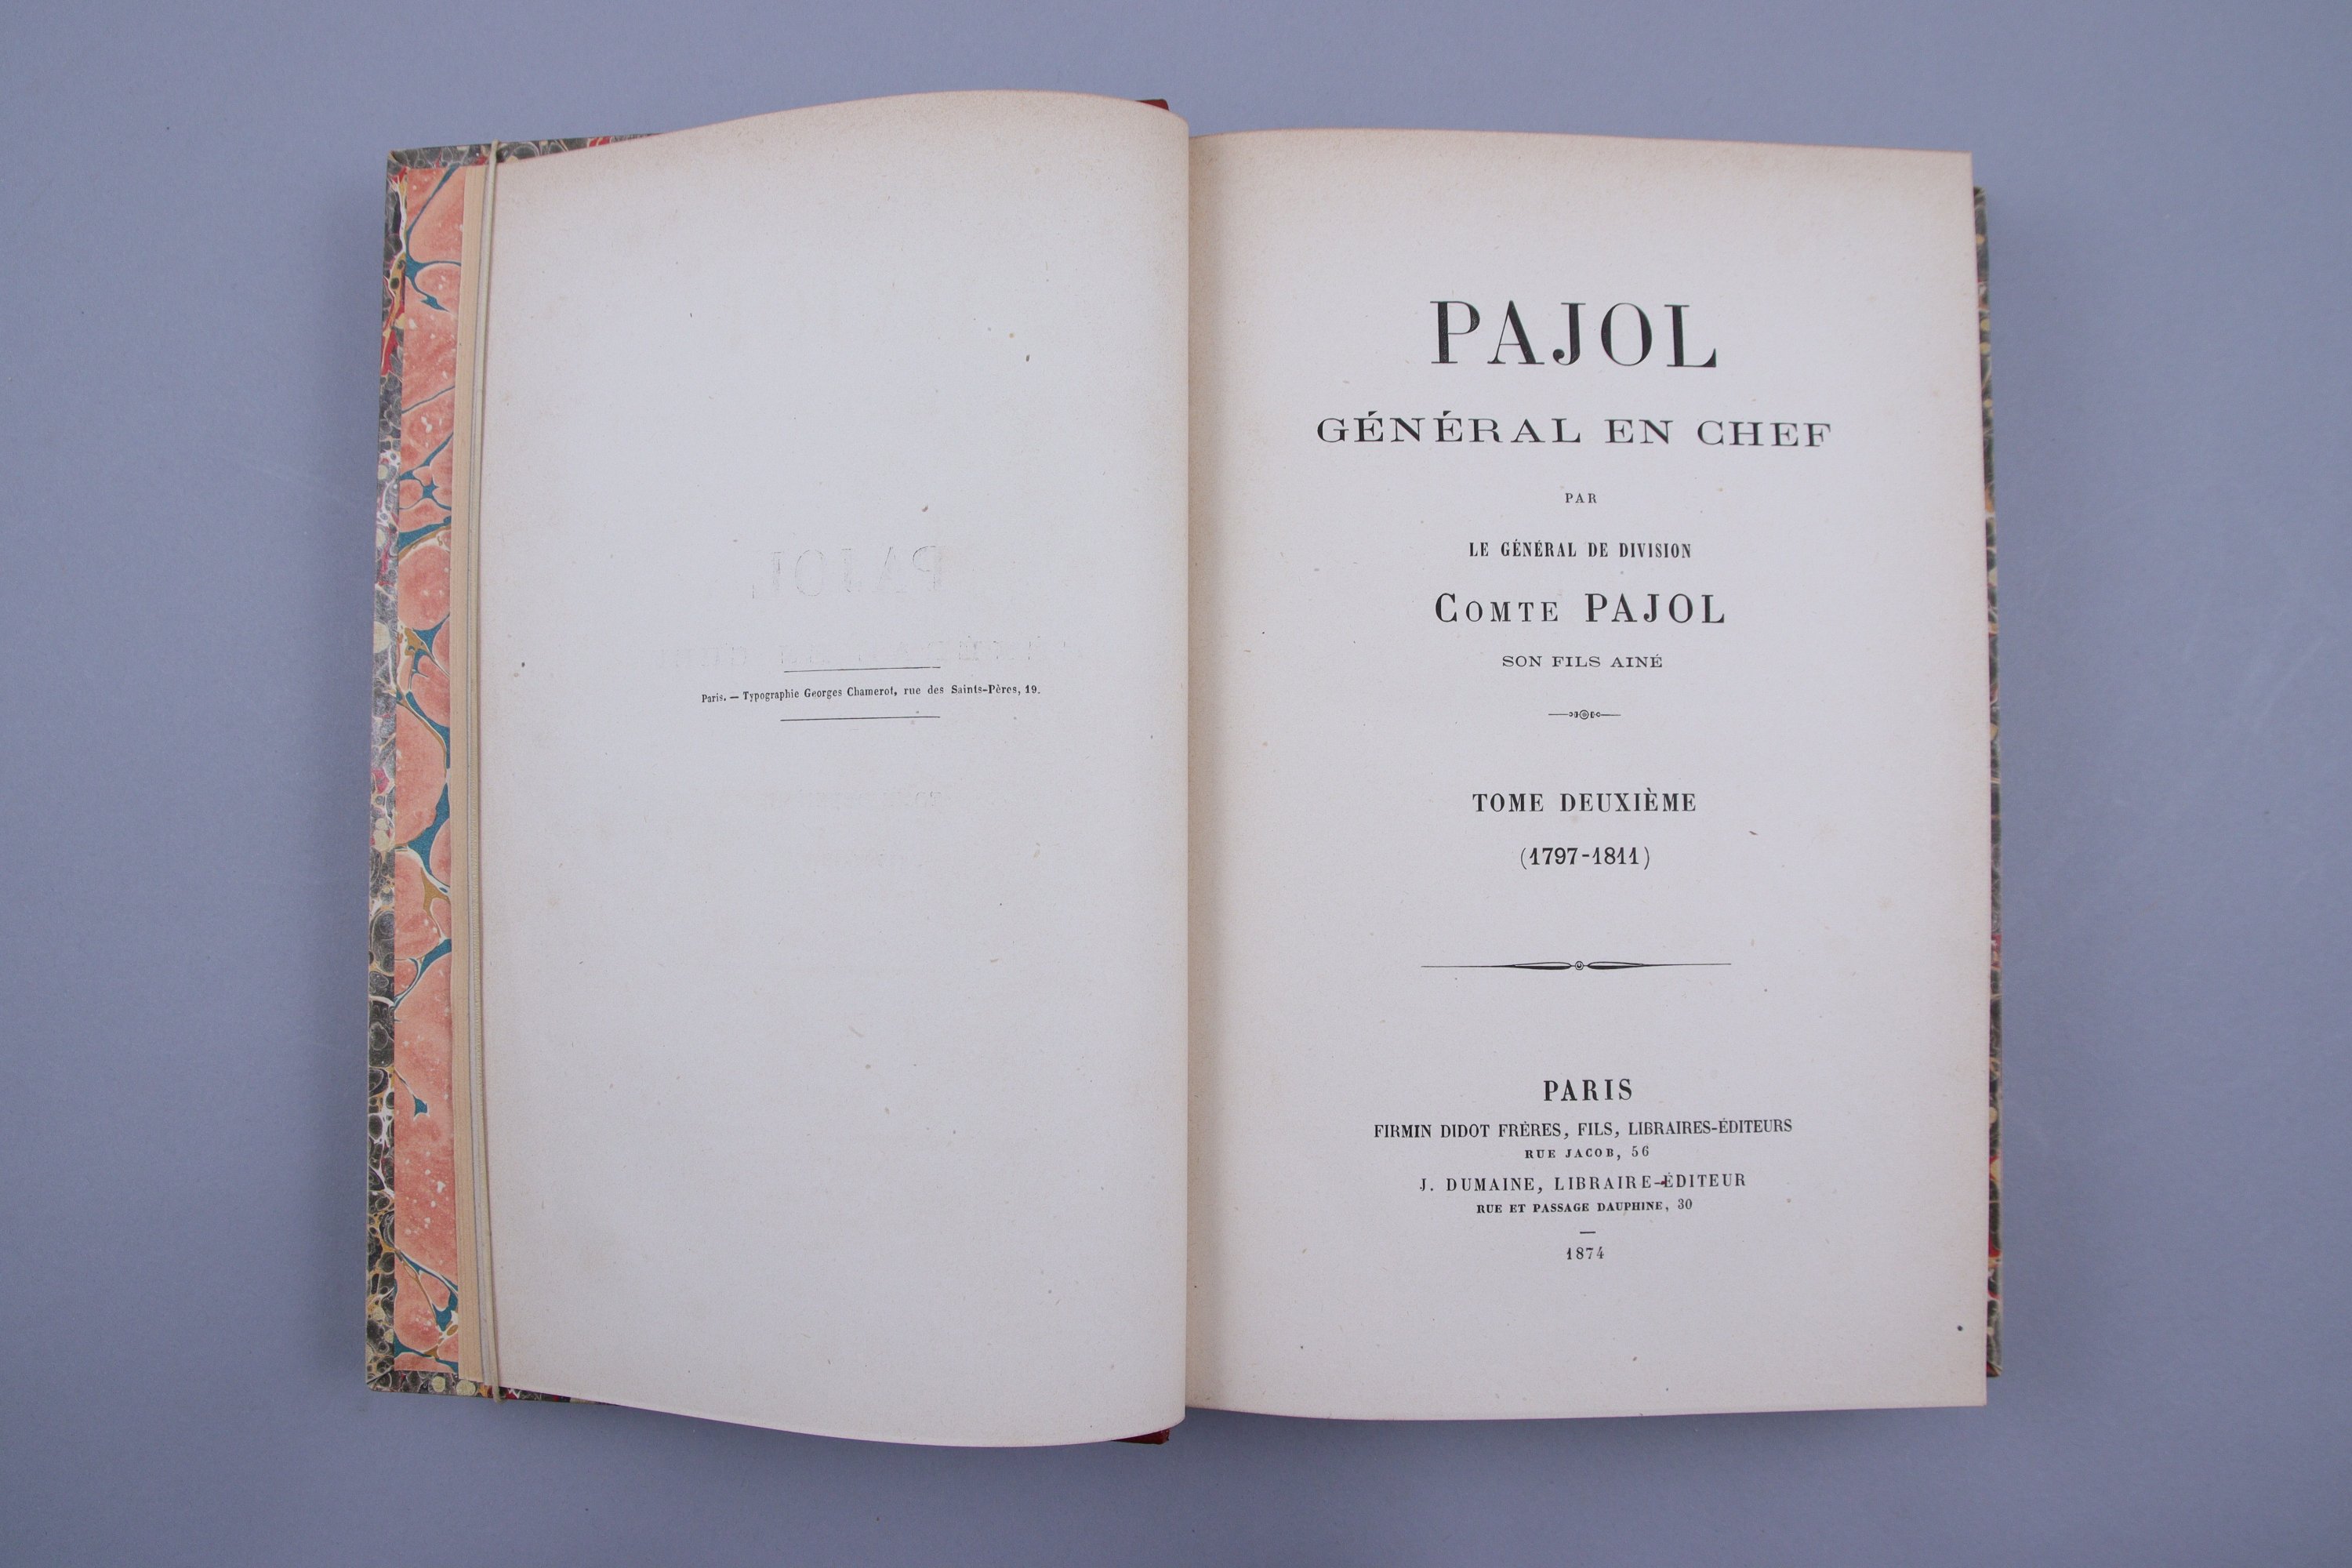 Paris. — Typographie Georges Chamerot, rue des Saints-Pères, 19.
PAJOL
GÉNÉRAL EN CHEF
PAR
LE GÉNÉRAL DE DIVISION
COMTE PAJOL
SON FILS AINÉ
TOME DEUXIÈME
(1797-1811)
PARIS
FIRMIN DIDOT FRÈRES, FILS, LIBRAIRES-ÉDITEURS
RUE JACOB, 56
J. DUMAINE, LIBRAIRE-ÉDITEUR
RUE ET PASSAGE DAUPHINE, 30
1874